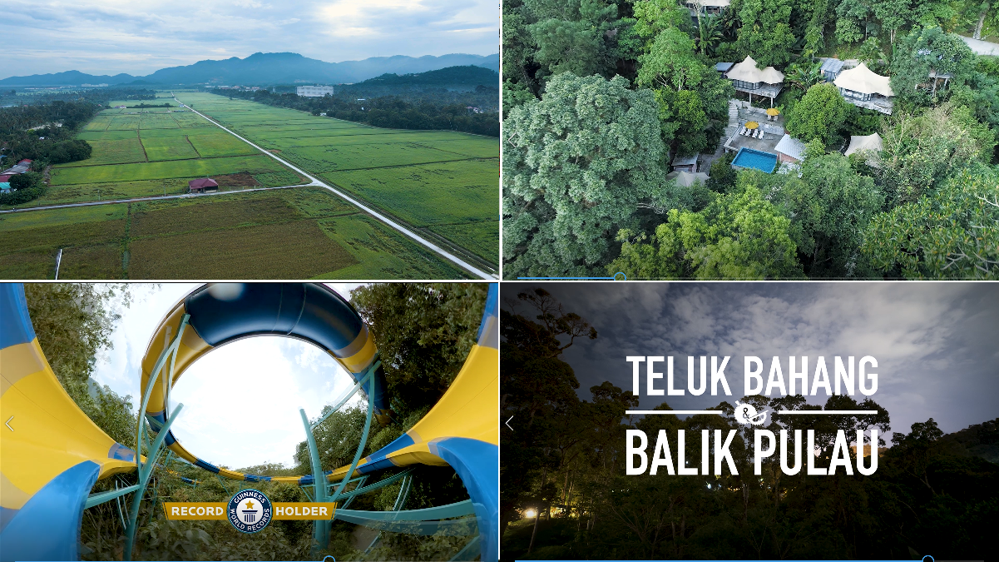 RECORD HOLDER
GUINNESS
WORLD RECORDS
TELUK BAHANG
&
BALIK PULAU